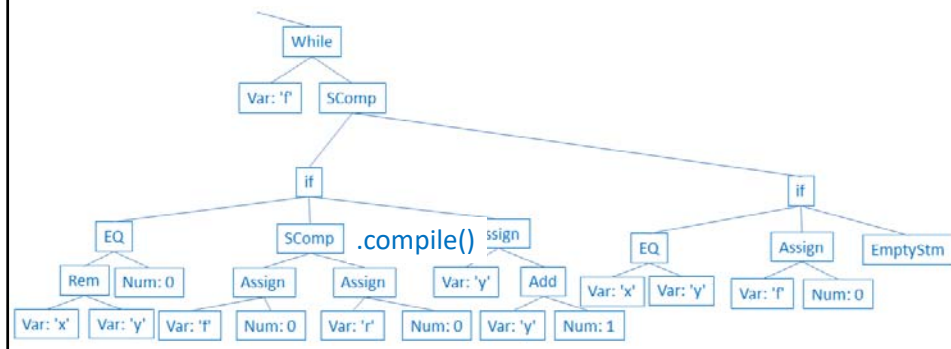 While
Var: 'f' SComp
if if
EQ SComp .compile() ssign EQ Assign EmptyStm
Rem Num: 0 Assign Assign Var: 'y' Add Var: 'x' Var: 'y' Var: 'f' Num: 0
Var: 'x' Var: 'y' Var: 'f' Num: 0 Var: 'r' Num: 0 Var: 'y' Num: 1